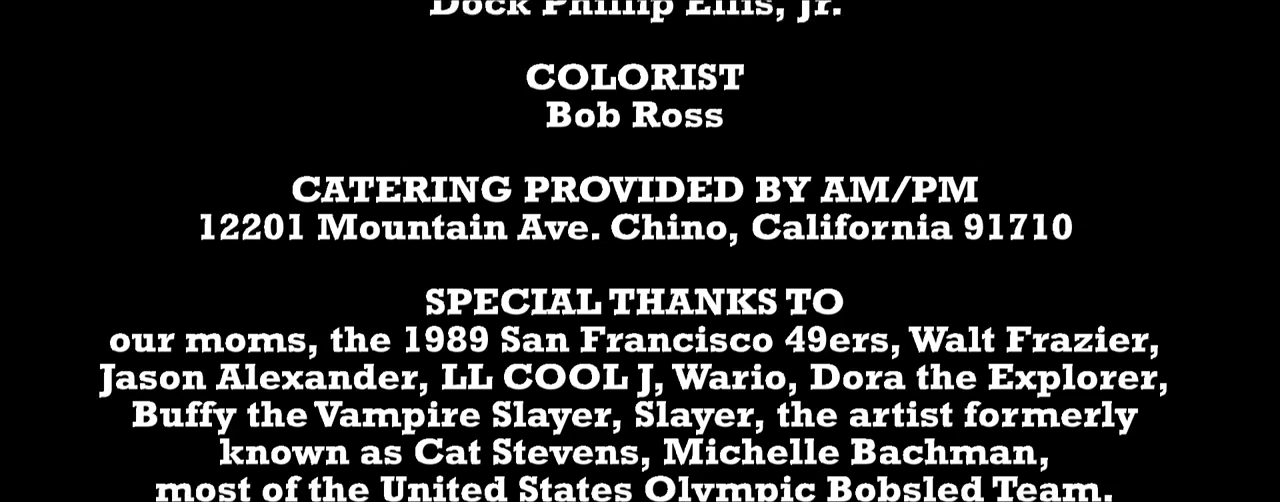 Dock Phillip Ellis, Jr.
COLORIST
Bob Ross
CATERING PROVIDED BY AM/PM
12201 Mountain Ave. Chino, California 91710
SPECIAL THANKS TO
our moms, the 1989 San Francisco 49ers, Walt Frazier,
Jason Alexander, LL COOL J, Wario, Dora the Explorer,
Buffy the Vampire Slayer, Slayer, the artist formerly
known as Cat Stevens, Michelle Bachman,
most of the United States Olympic Bobsled Team.